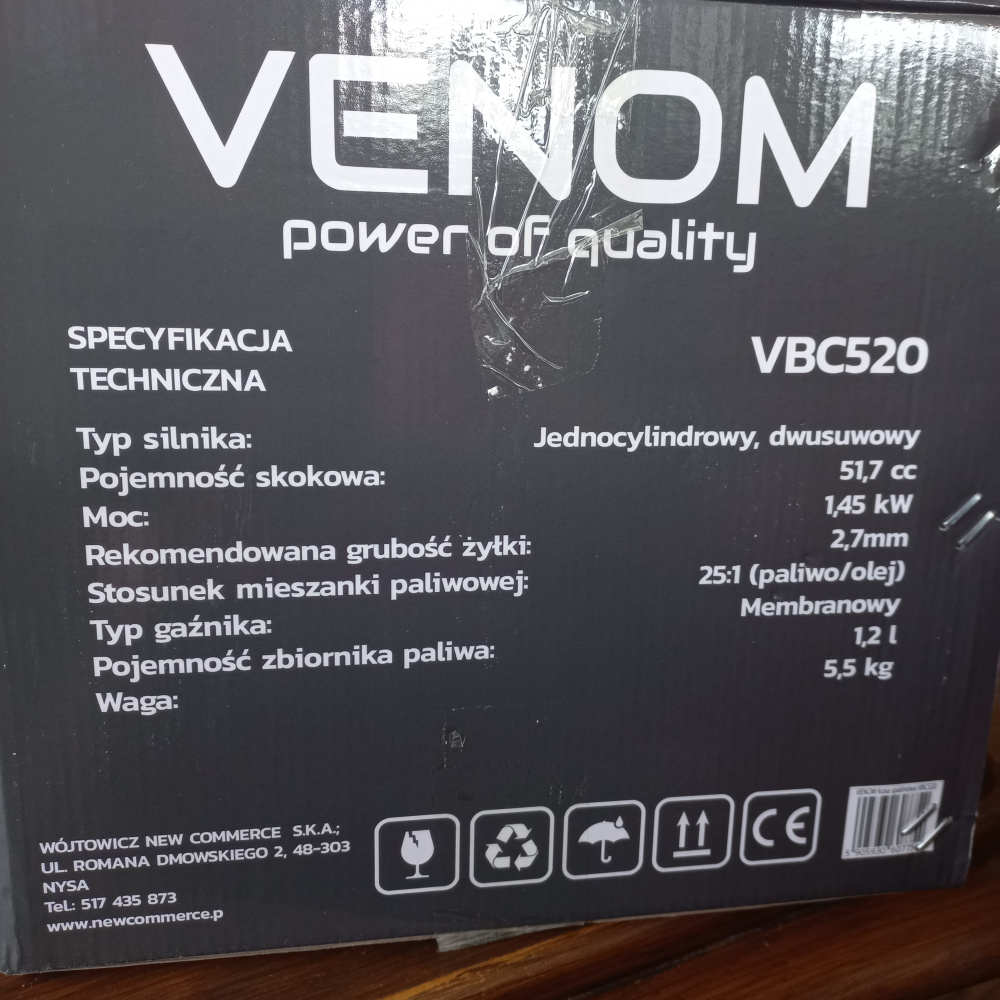 VENOM
power of quality
SPECYFIKACJA
TECHNICZNA
VBC520
Typ silnika: Jednocylindrowy, dwusuwowy
Pojemność skokowa: 51,7 cc
Moc: 1,45 kW
Rekomendowana grubość żyłki: 2,7mm
Stosunek mieszanki paliwowej: 25:1 (paliwo/olej)
Typ gaźnika: Membranowy
Pojemność zbiornika paliwa: 1,2 l
Waga: 5,5 kg
WÓJTOWICZ NEW COMMERCE S.K.A.;
UL. ROMANA DMOWSKIEGO 2, 48-303
NYSA
Tel.: 517 435 873
www.newcommerce.p
CE
VENOM